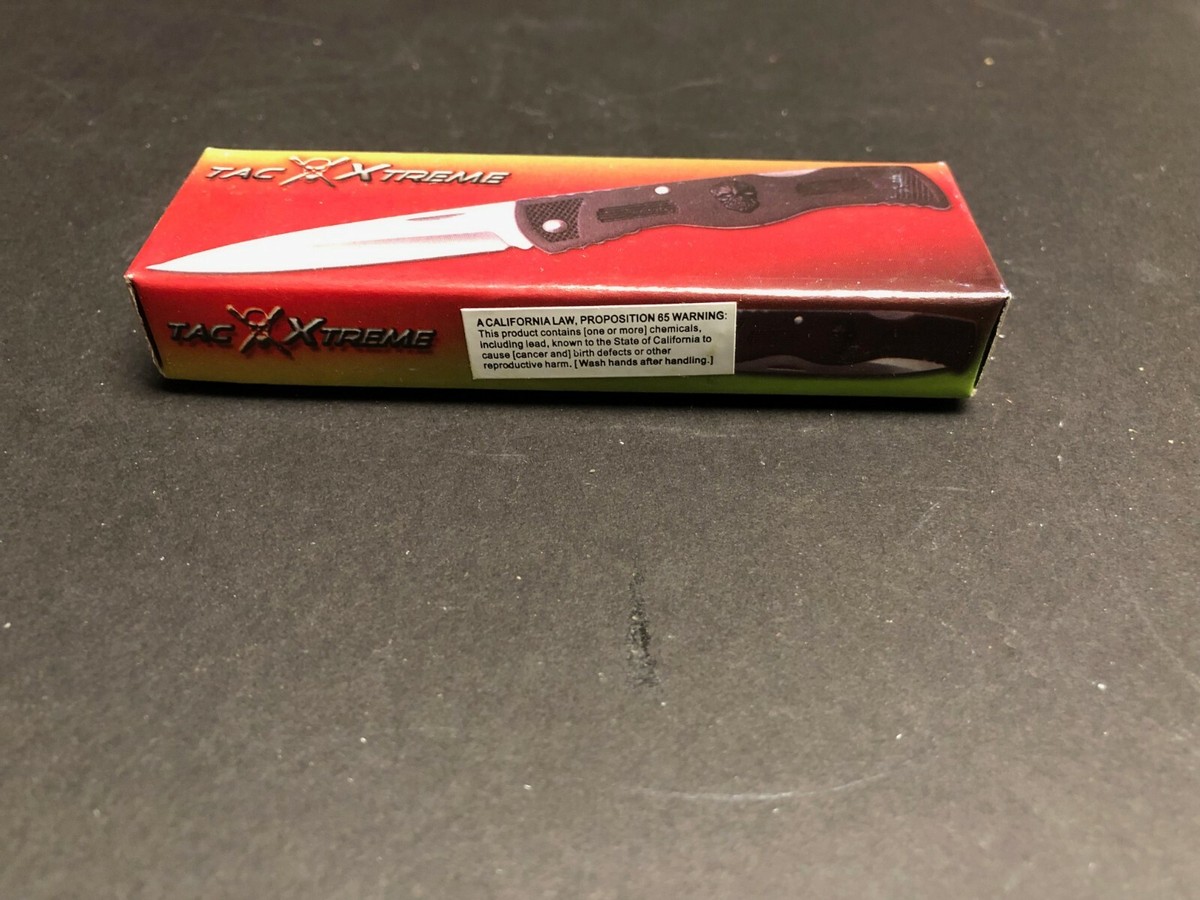 TAC XTREME
TAC XTREME
A CALIFORNIA LAW, PROPOSITION 65 WARNING:
This product contains [one or more] chemicals,
including lead, known to the State of California to
cause [cancer and] birth defects or other
reproductive harm. [ Wash hands after handling.]